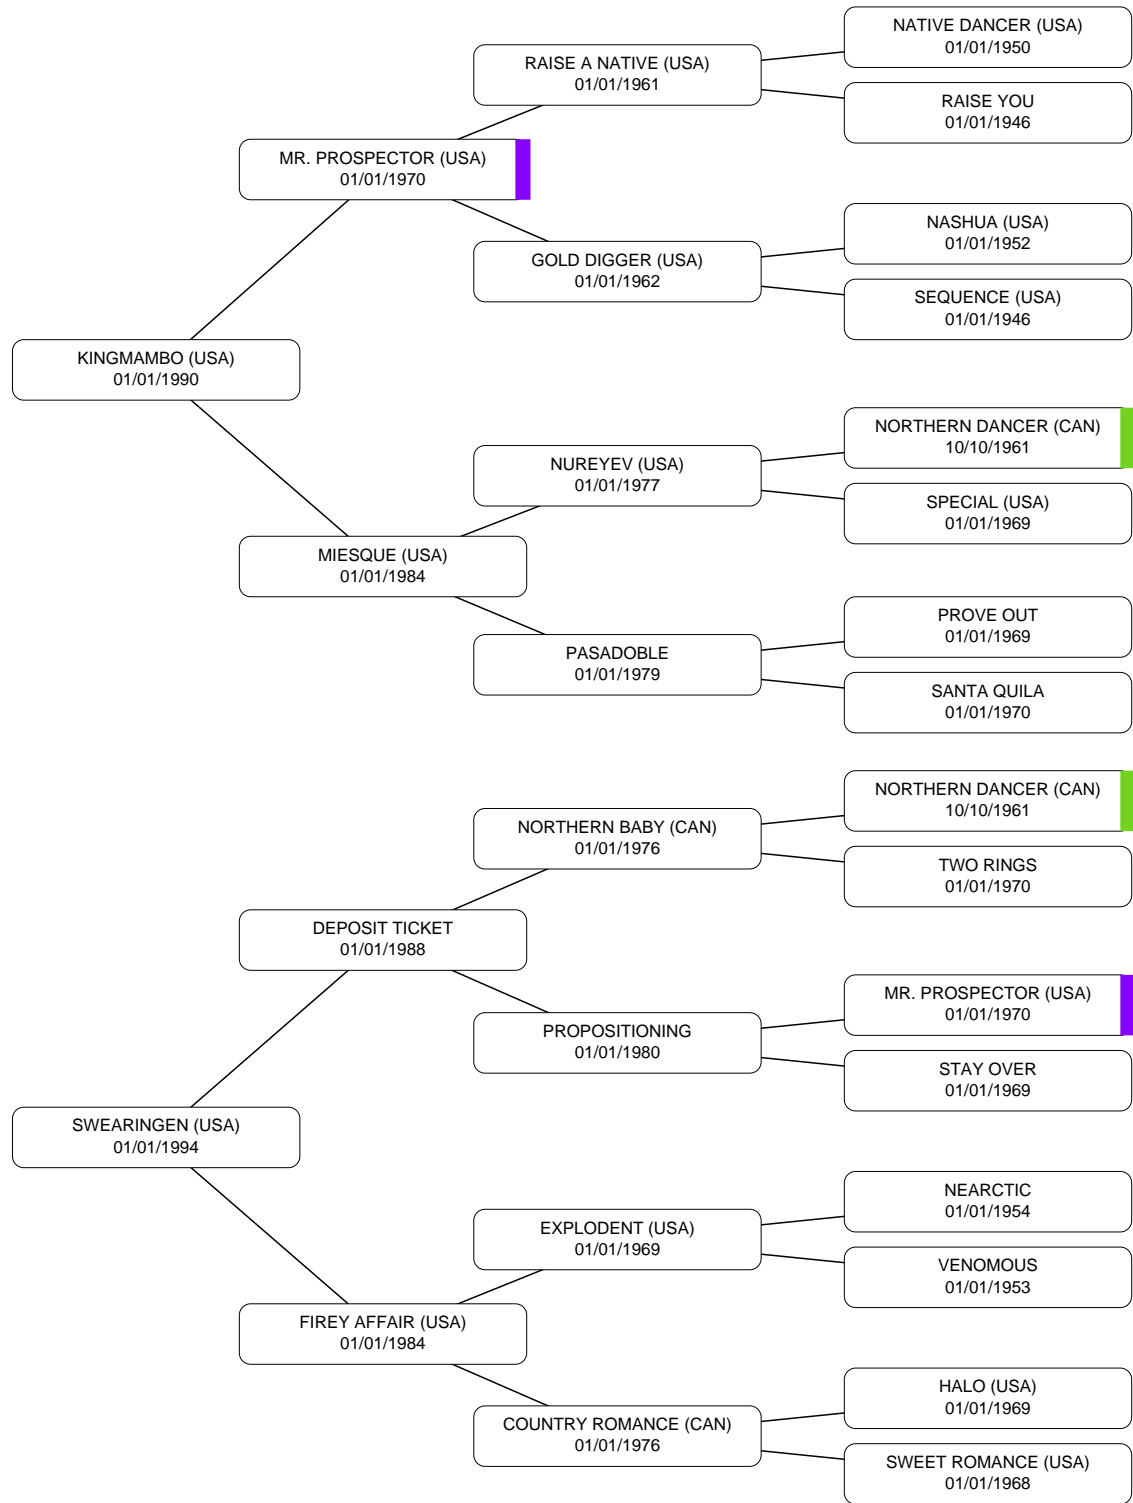 NATIVE DANCER (USA)
01/01/1950
RAISE A NATIVE (USA)
01/01/1961
RAISE YOU
01/01/1946
MR. PROSPECTOR (USA)
01/01/1970
NASHUA (USA)
01/01/1952
GOLD DIGGER (USA)
01/01/1962
SEQUENCE (USA)
01/01/1946
KINGMAMBO (USA)
01/01/1990
NORTHERN DANCER (CAN)
10/10/1961
NUREYEV (USA)
01/01/1977
SPECIAL (USA)
01/01/1969
MIESQUE (USA)
01/01/1984
PROVE OUT
01/01/1969
PASADOBLE
01/01/1979
SANTA QUILA
01/01/1970
NORTHERN DANCER (CAN)
10/10/1961
NORTHERN BABY (CAN)
01/01/1976
TWO RINGS
01/01/1970
DEPOSIT TICKET
01/01/1988
MR. PROSPECTOR (USA)
01/01/1970
PROPOSITIONING
01/01/1980
STAY OVER
01/01/1969
SWEARINGEN (USA)
01/01/1994
NEARCTIC
01/01/1954
EXPLODENT (USA)
01/01/1969
VENOMOUS
01/01/1953
FIREY AFFAIR (USA)
01/01/1984
HALO (USA)
01/01/1969
COUNTRY ROMANCE (CAN)
01/01/1976
SWEET ROMANCE (USA)
01/01/1968